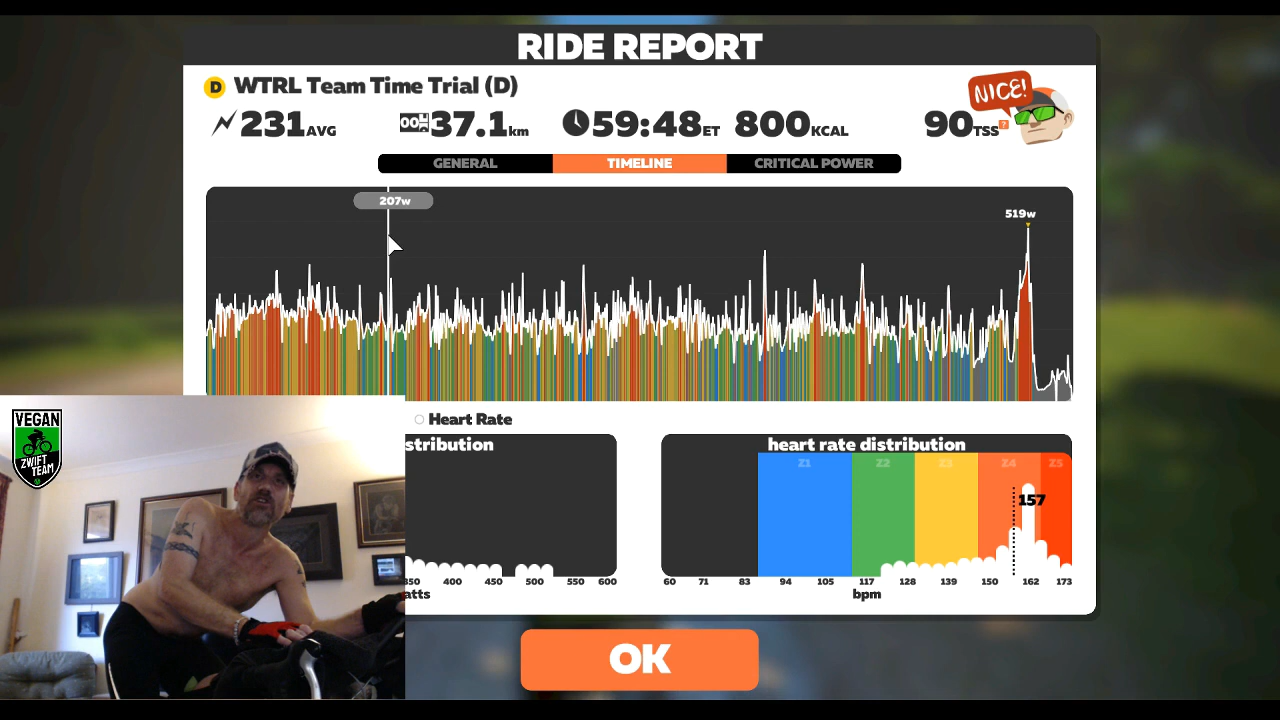 RIDE REPORT
D WTRL Team Time Trial (D)
NICE!
231AVG 37.1km 59:48ET 800KCAL 90TSS?
GENERAL TIMELINE CRITICAL POWER
207w
519w
Heart Rate
stribution
heart rate distribution
Z1 Z2 Z3 Z4 Z5
157
350 400 450 500 550 600
atts
60 71 83 94 105 117 128 139 150 162 173
bpm
VEGAN
ZWIFT
TEAM
OK